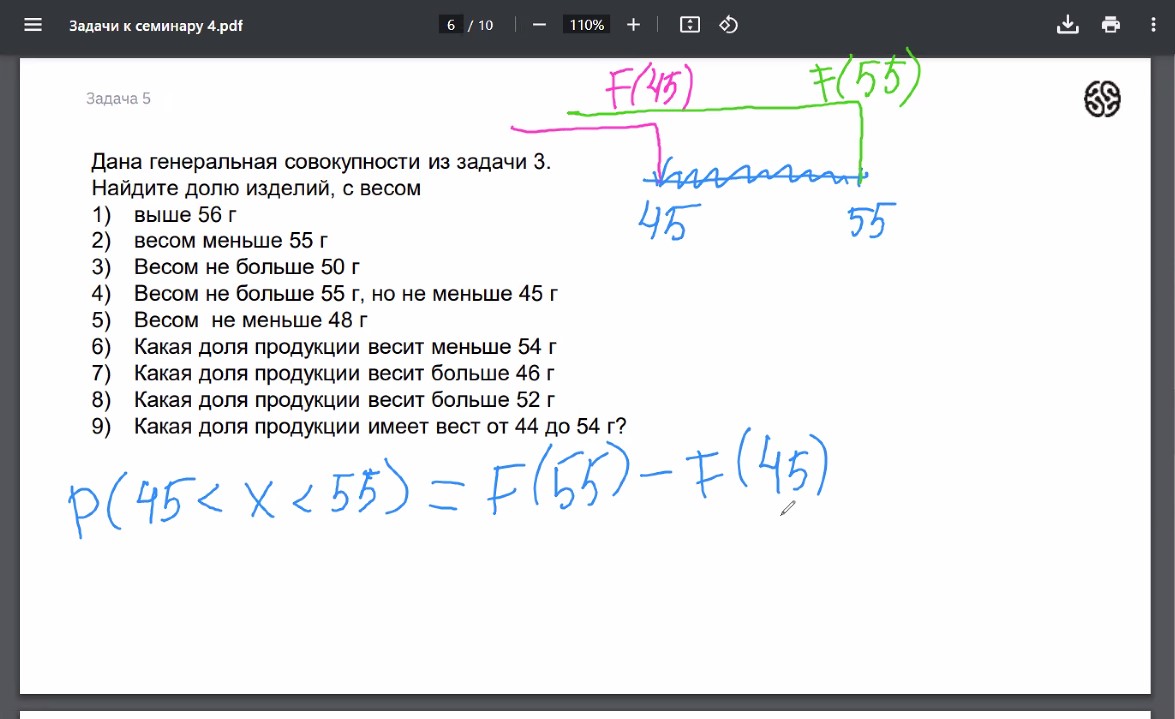 Задачи к семинару 4.pdf
6 / 10
110%
F(45) F(55)
Задача 5
Дана генеральная совокупности из задачи 3.
Найдите долю изделий, с весом
1) выше 56 г
45 55
2) весом меньше 55 г
3) Весом не больше 50 г
4) Весом не больше 55 г, но не меньше 45 г
5) Весом не меньше 48 г
6) Какая доля продукции весит меньше 54 г
7) Какая доля продукции весит больше 46 г
8) Какая доля продукции весит больше 52 г
9) Какая доля продукции имеет вест от 44 до 54 г?
P(45 < X < 55) = F(55) − F(45)